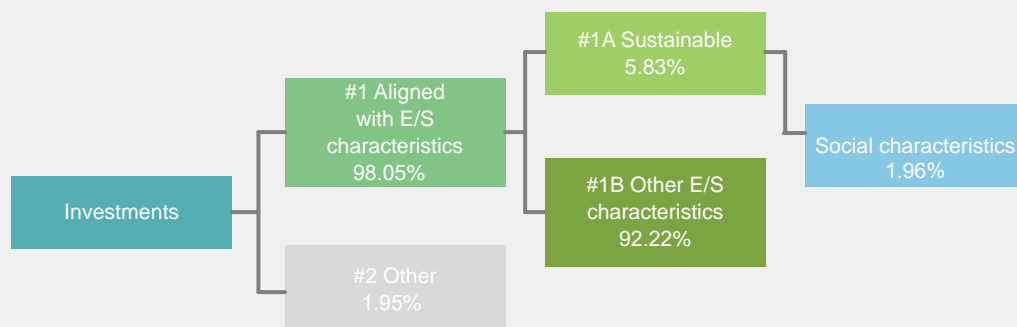 Investments
#1 Aligned
with E/S
characteristics
98.05%
#2 Other
1.95%
#1A Sustainable
5.83%
#1B Other E/S
characteristics
92.22%
Social characteristics
1.96%